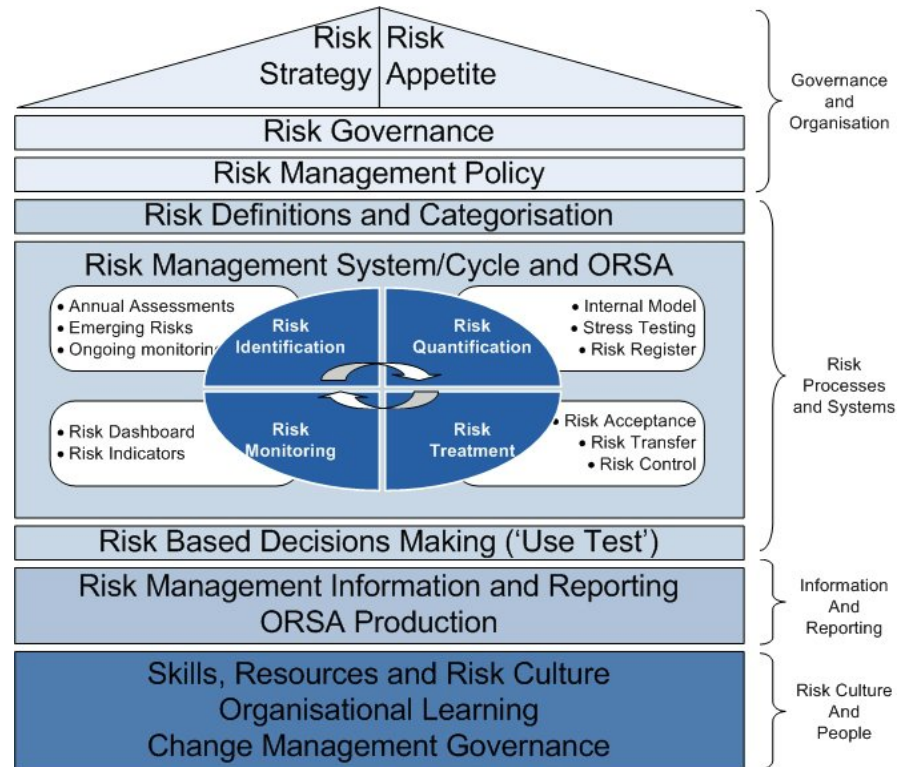 Risk Strategy
Risk Appetite
Risk Governance
Risk Management Policy
Governance
and
Organisation
Risk Definitions and Categorisation
Risk Management System/Cycle and ORSA
• Annual Assessments
• Emerging Risks
• Ongoing monitoring
Risk
Identification
Risk
Quantification
• Internal Model
• Stress Testing
• Risk Register
• Risk Dashboard
• Risk Indicators
Risk
Monitoring
Risk
Treatment
• Risk Acceptance
• Risk Transfer
• Risk Control
Risk Based Decisions Making (‘Use Test’)
Risk
Processes
and Systems
Risk Management Information and Reporting
ORSA Production
Information
And
Reporting
Skills, Resources and Risk Culture
Organisational Learning
Change Management Governance
Risk Culture
And
People